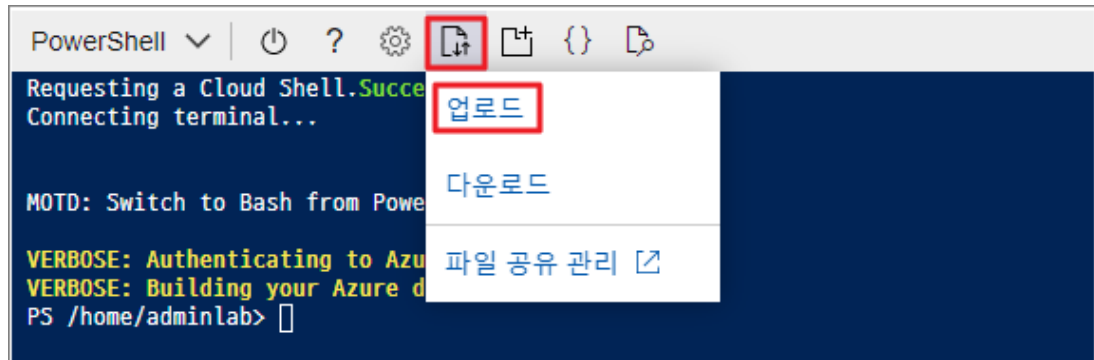 PowerShell
?
{}
Requesting a Cloud Shell.Succe
Connecting terminal...
업로드
다운로드
MOTD: Switch to Bash from Powe
VERBOSE: Authenticating to Azu
파일 공유 관리
VERBOSE: Building your Azure d
PS /home/adminlab>